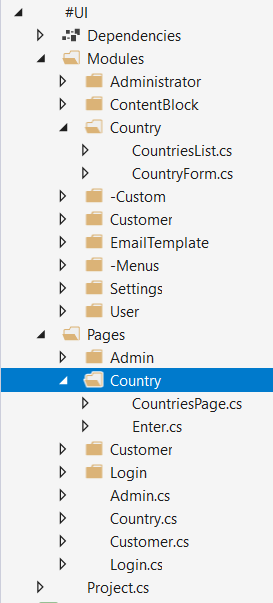 #UI
Dependencies
Modules
Administrator
ContentBlock
Country
CountriesList.cs
CountryForm.cs
-Custom
Customer
EmailTemplate
-Menus
Settings
User
Pages
Admin
Country
CountriesPage.cs
Enter.cs
Customer
Login
Admin.cs
Country.cs
Customer.cs
Login.cs
Project.cs